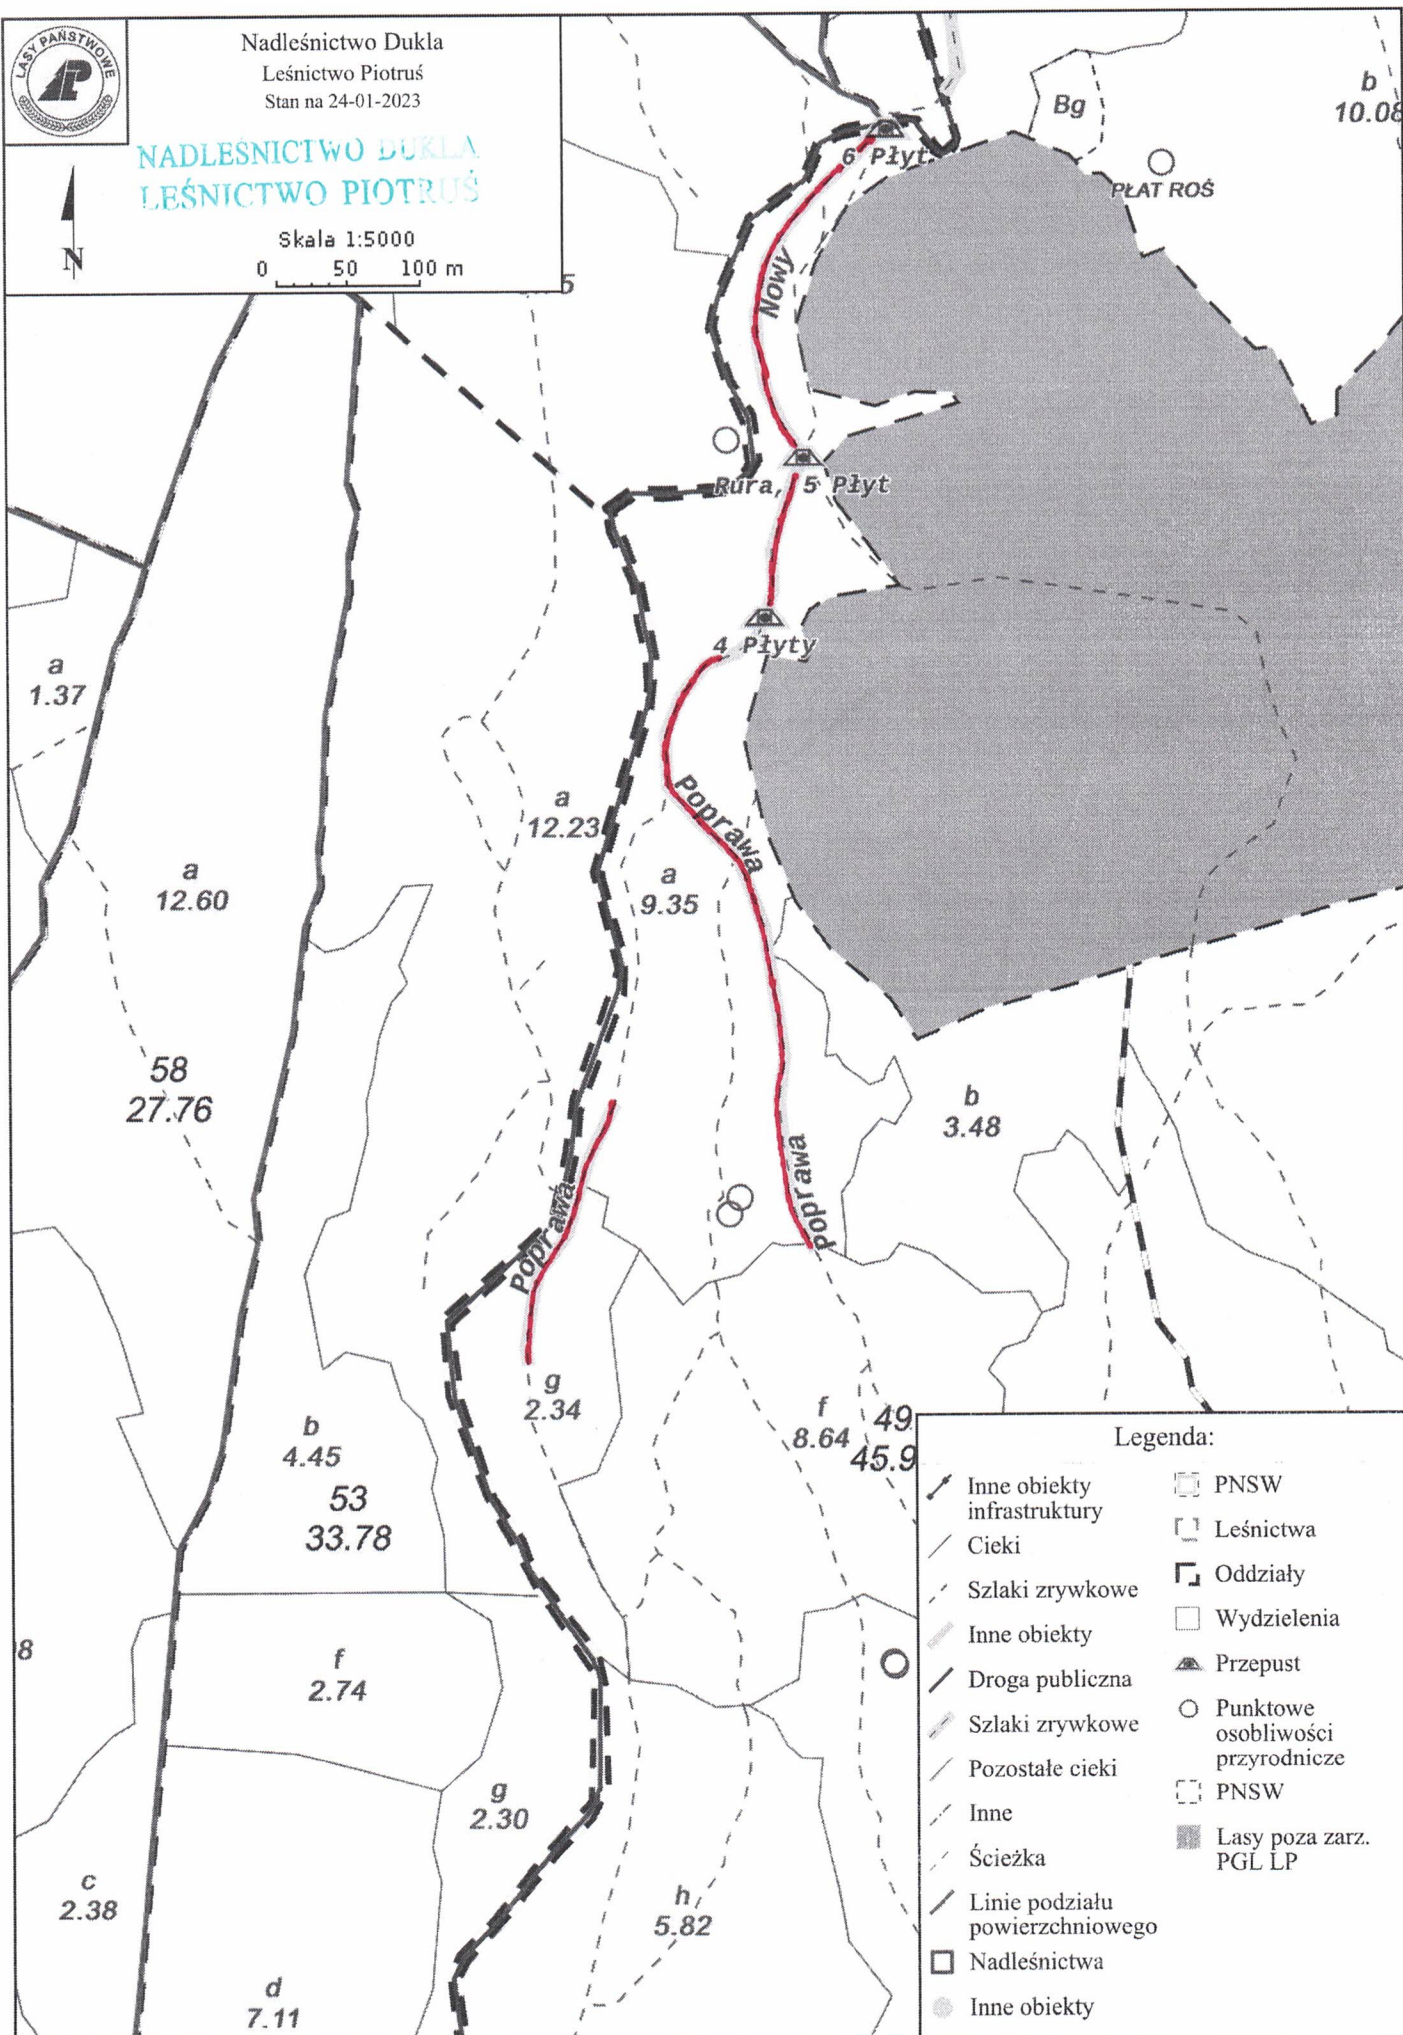 LASY PAŃSTWOWE
Nadleśnictwo Dukla
Leśnictwo Piotruś
Stan na 24-01-2023
NADLEŚNICTWO DUKLA
LEŚNICTWO PIOTRUŚ
N
Skala 1:5000
0 50 100 m
5
Bg
b
10.08
6 Płyt
PŁAT ROŚ
Nowy
Rura, 5 Płyt
4 Płyty
a
1.37
Poprawa
a
12.23
a
12.60
a
9.35
58
27.76
b
3.48
Poprawa
Poprawa
g
2.34
f
8.64
49
45.9
b
4.45
53
33.78
8
f
2.74
g
2.30
c
2.38
h
5.82
d
7.11
Legenda:
Inne obiekty
infrastruktury
Cieki
Szlaki zrywkowe
Inne obiekty
Droga publiczna
Szlaki zrywkowe
Pozostałe cieki
Inne
Ścieżka
Linie podziału
powierzchniowego
Nadleśnictwa
Inne obiekty
PNSW
Leśnictwa
Oddziały
Wydzielenia
Przepust
Punktowe
osobliwości
przyrodnicze
PNSW
Lasy poza zarz.
PGL LP